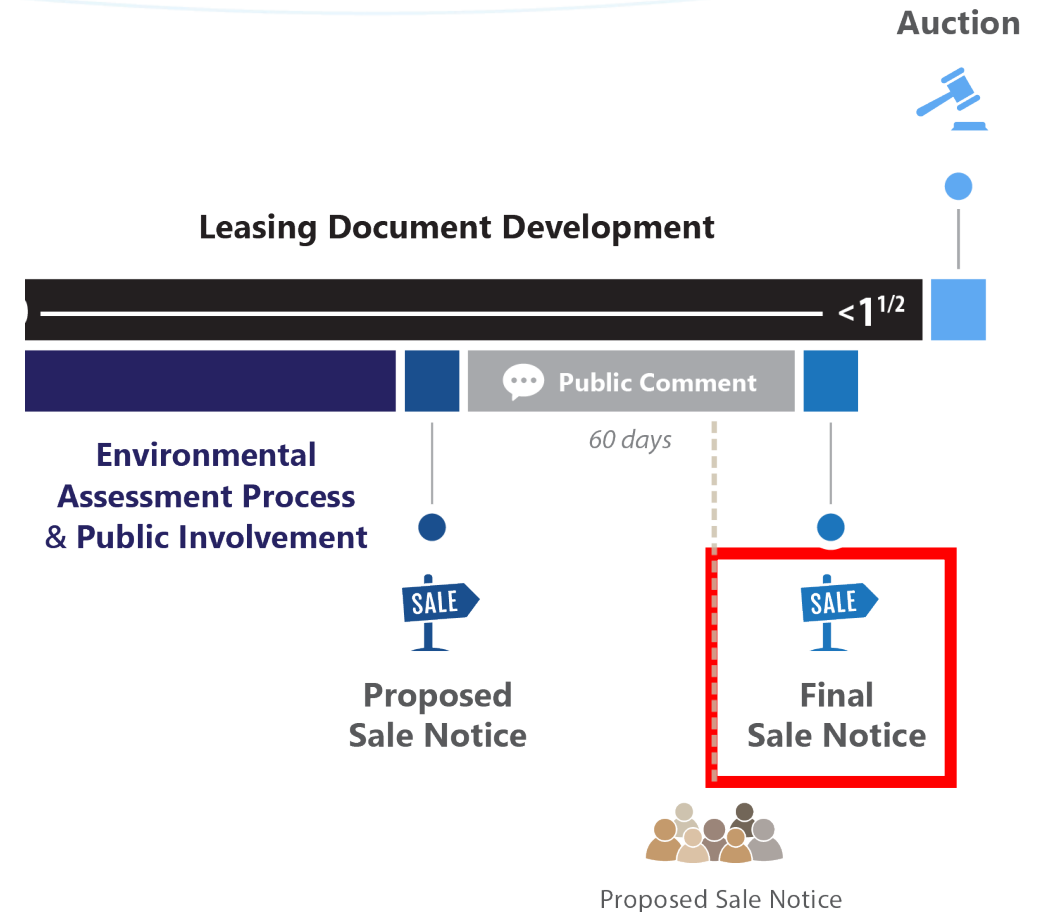 Auction
Leasing Document Development
<1 1/2
Public Comment
60 days
Environmental
Assessment Process
& Public Involvement
SALE
SALE
Proposed
Sale Notice
Final
Sale Notice
Proposed Sale Notice